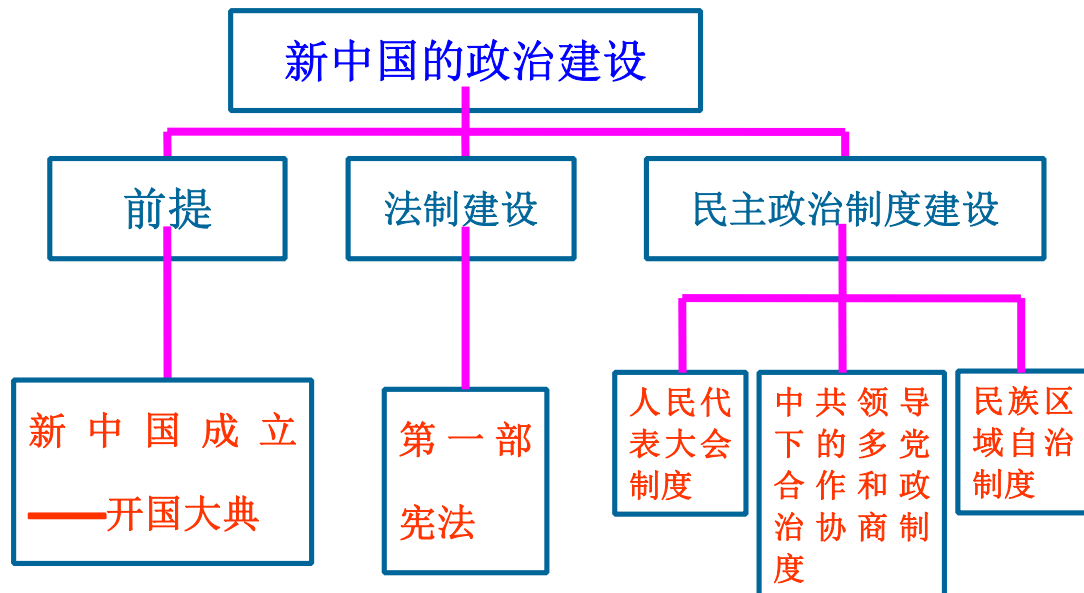 新中国的政治建设
前提
法制建设
民主政治制度建设
新中国成立
——开国大典
第一部
宪法
人民代
表大会
制度
中共领导
下的多党
合作和政
治协商制
度
民族区
域自治
制度